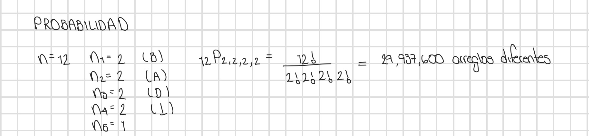 PROBABILIDAD
n=12 n₁=2 (B) ₁₂P₂,₂,₂,₂ = 12! / 2!2!2!2! = 29,937,600 arreglos diferentes
n₂=2 (A)
n₃=2 (D)
n₄=2 (I)
n₅=1